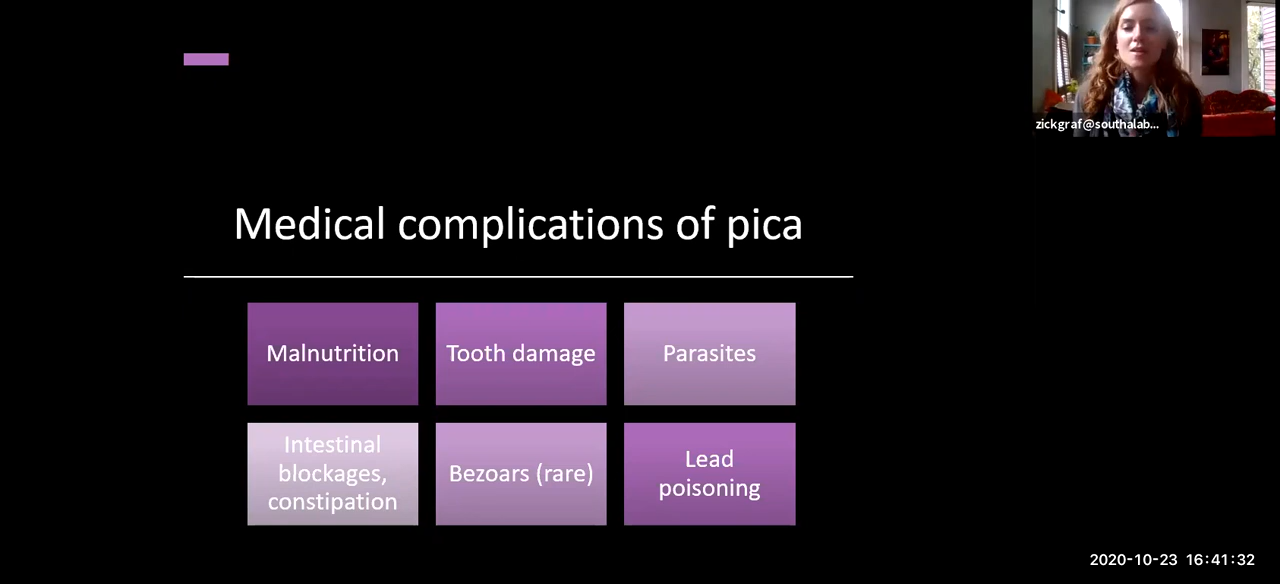 zickgraf@southalab...
Medical complications of pica
Malnutrition
Tooth damage
Parasites
Intestinal
blockages,
constipation
Bezoars (rare)
Lead
poisoning
2020-10-23 16:41:32